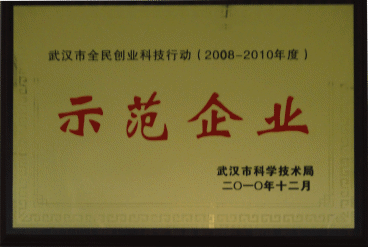 武汉市全民创业科技行动（2008-2010年度）
示范企业
武汉市科学技术局
二〇一〇年十二月